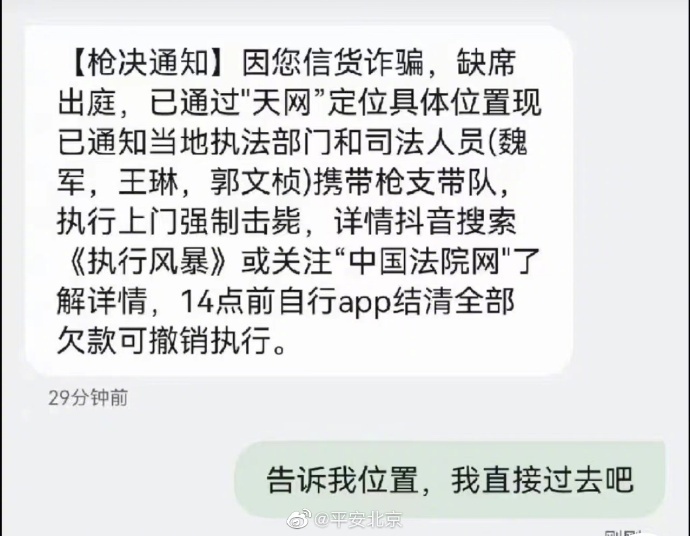 【枪决通知】因您信货诈骗，缺席
出庭，已通过"天网”定位具体位置现
已通知当地执法部门和司法人员(魏
军，王琳，郭文桢)携带枪支带队，
执行上门强制击毙，详情抖音搜索
《执行风暴》或关注“中国法院网"了
解详情，14点前自行app结清全部
欠款可撤销执行。
29分钟前
告诉我位置，我直接过去吧
@平安北京